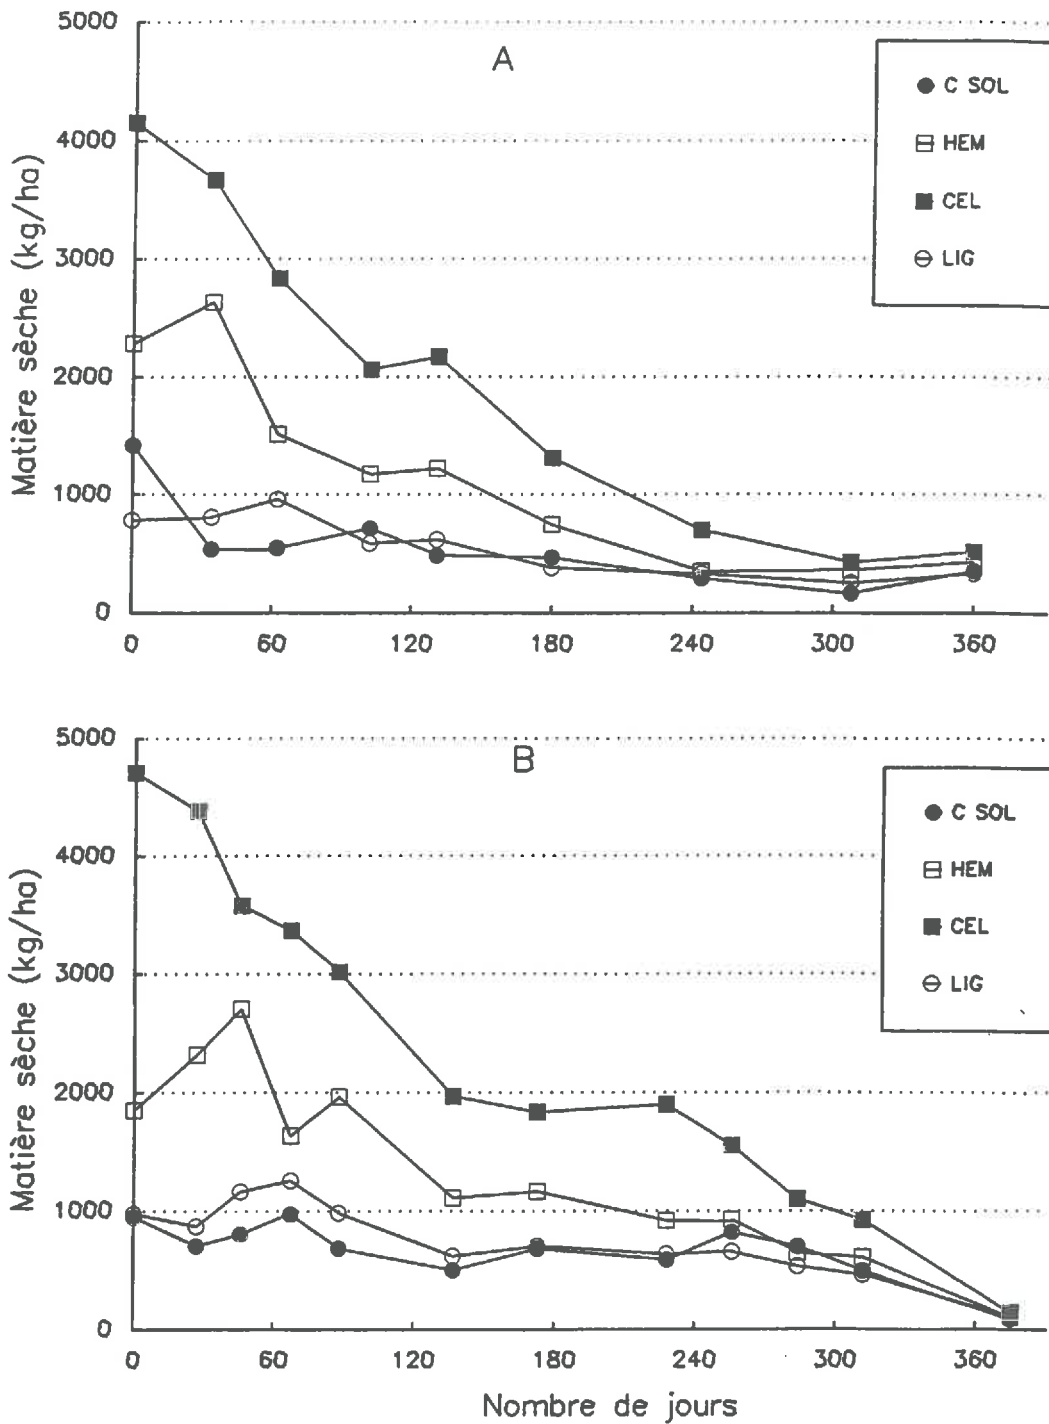 5000
A
C SOL
4000
HEM
CEL
3000
LIG
2000
1000
0
Matière sèche (kg/ha)
0 60 120 180 240 300 360
5000
B
C SOL
4000
HEM
CEL
3000
LIG
2000
1000
0
Matière sèche (kg/ha)
0 60 120 180 240 300 360
Nombre de jours